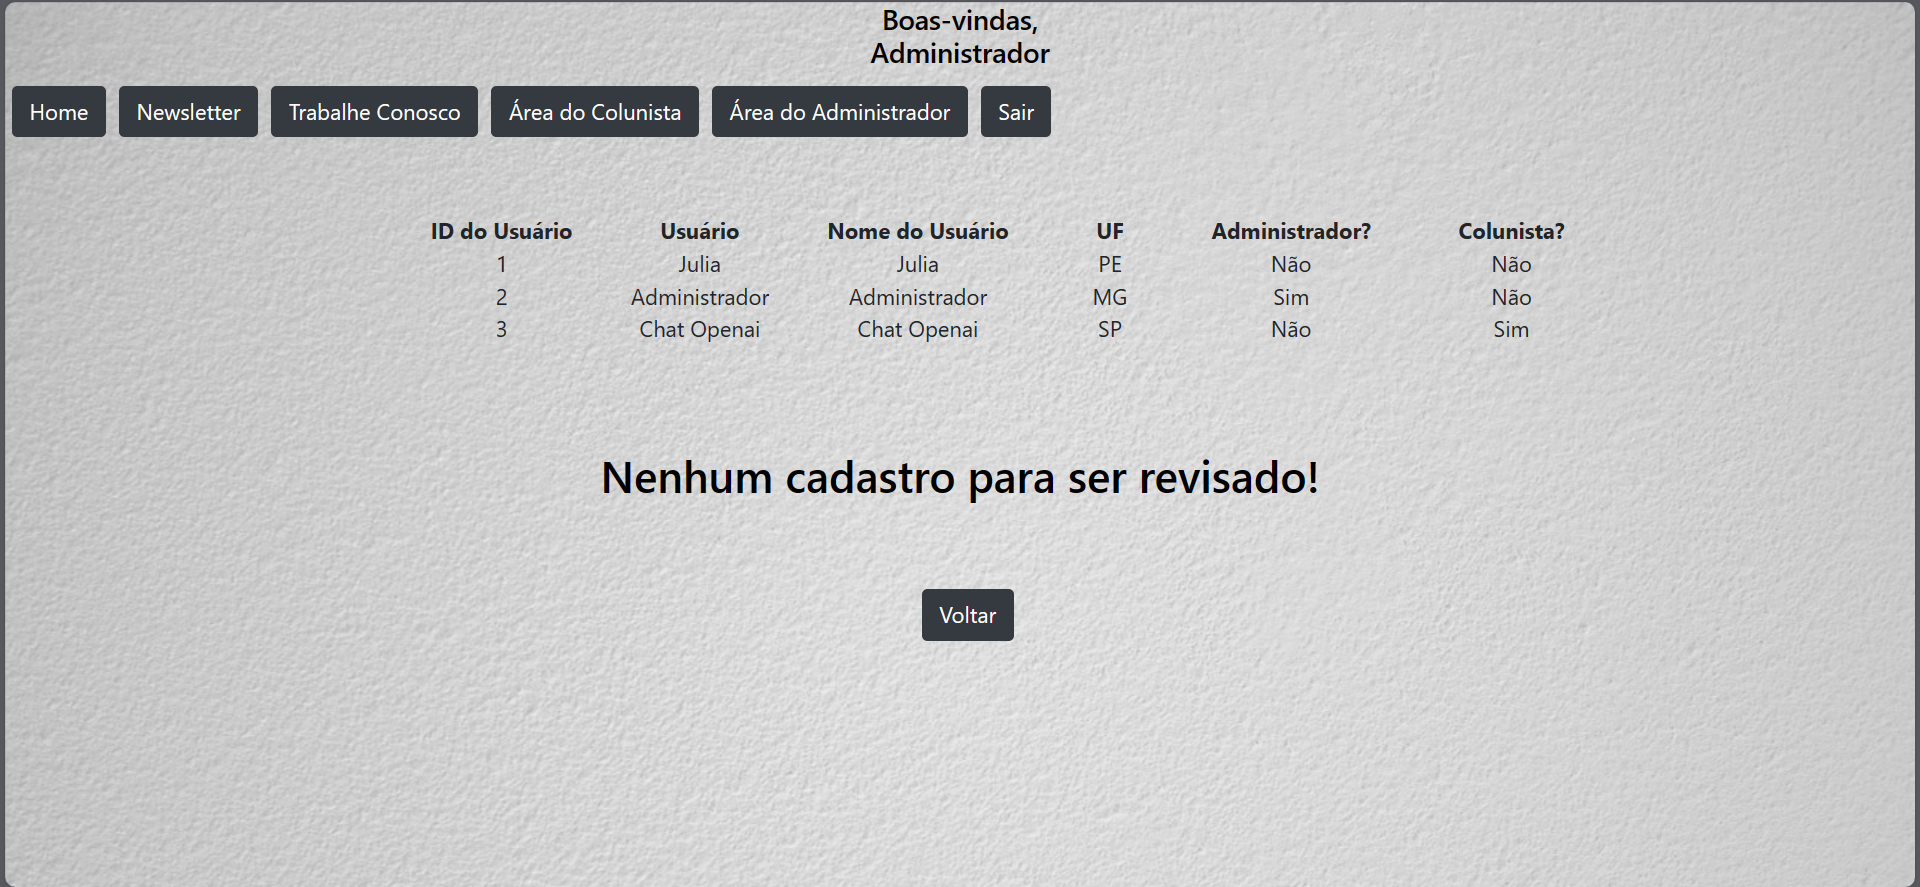 Boas-vindas,
Administrador
Home Newsletter Trabalhe Conosco Área do Colunista Área do Administrador Sair
ID do Usuário Usuário Nome do Usuário UF Administrador? Colunista?
1 Julia Julia PE Não Não
2 Administrador Administrador MG Sim Não
3 Chat Openai Chat Openai SP Não Sim
Nenhum cadastro para ser revisado!
Voltar